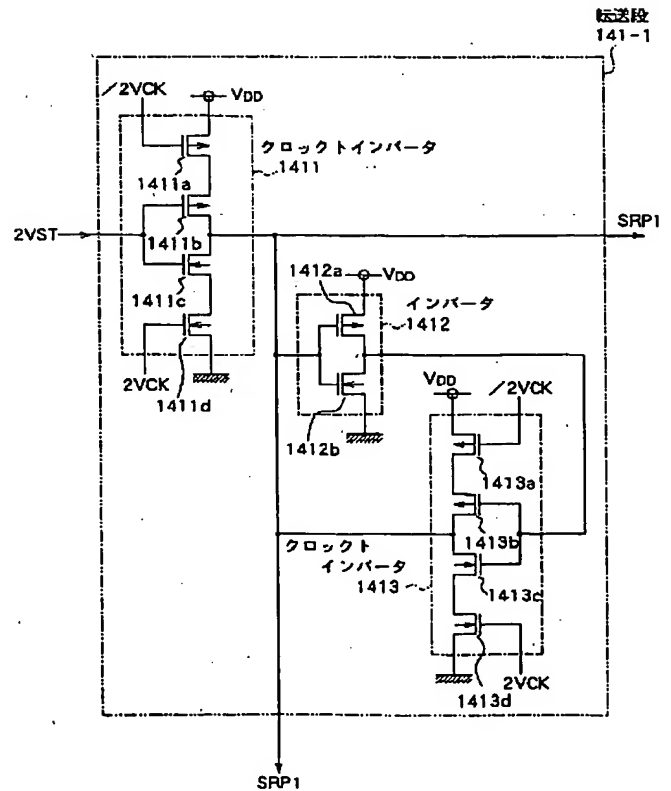 転送段
141-1
/2VCK
VDD
クロックトインバータ
1411
1411a
2VST
1411b
SRP1
1411c
1412a
VDD
インバータ
1412
2VCK
1411d
1412b
VDD
/2VCK
1413a
1413b
クロックト
インバータ
1413
1413c
2VCK
1413d
SRP1